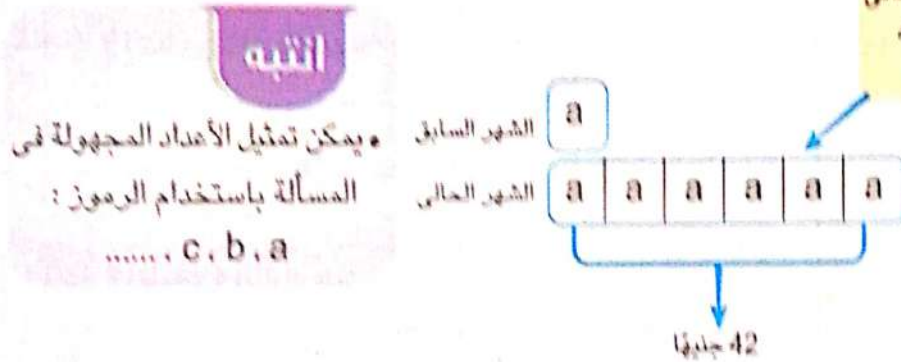 انتبه
• يمكن تمثيل الأعداد المجهولة فى
المسألة باستخدام الرموز :
....... ، c ، b ، a
الشهر السابق a
الشهر الحالى a a a a a a
42 جنيهًا